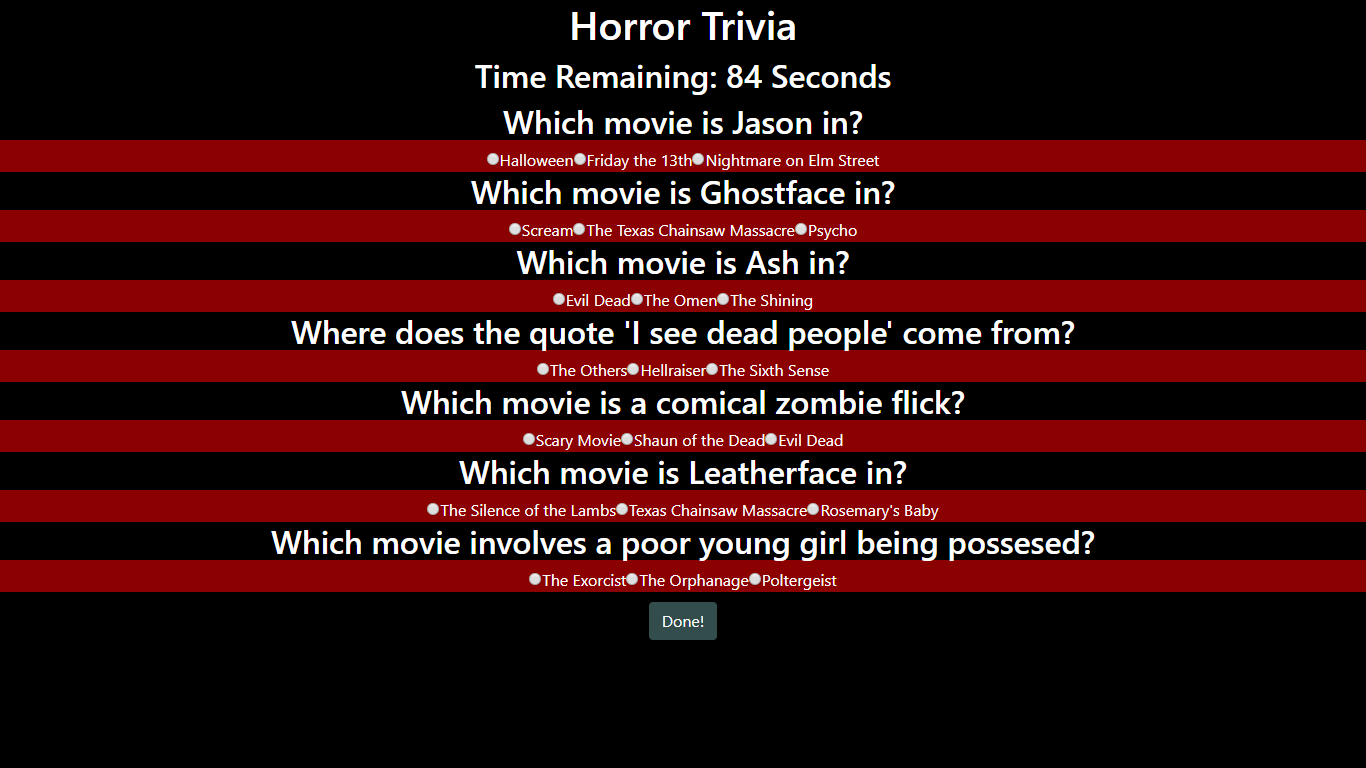 Horror Trivia
Time Remaining: 84 Seconds
Which movie is Jason in?
Halloween Friday the 13th Nightmare on Elm Street
Which movie is Ghostface in?
Scream The Texas Chainsaw Massacre Psycho
Which movie is Ash in?
Evil Dead The Omen The Shining
Where does the quote 'I see dead people' come from?
The Others Hellraiser The Sixth Sense
Which movie is a comical zombie flick?
Scary Movie Shaun of the Dead Evil Dead
Which movie is Leatherface in?
The Silence of the Lambs Texas Chainsaw Massacre Rosemary's Baby
Which movie involves a poor young girl being possesed?
The Exorcist The Orphanage Poltergeist
Done!